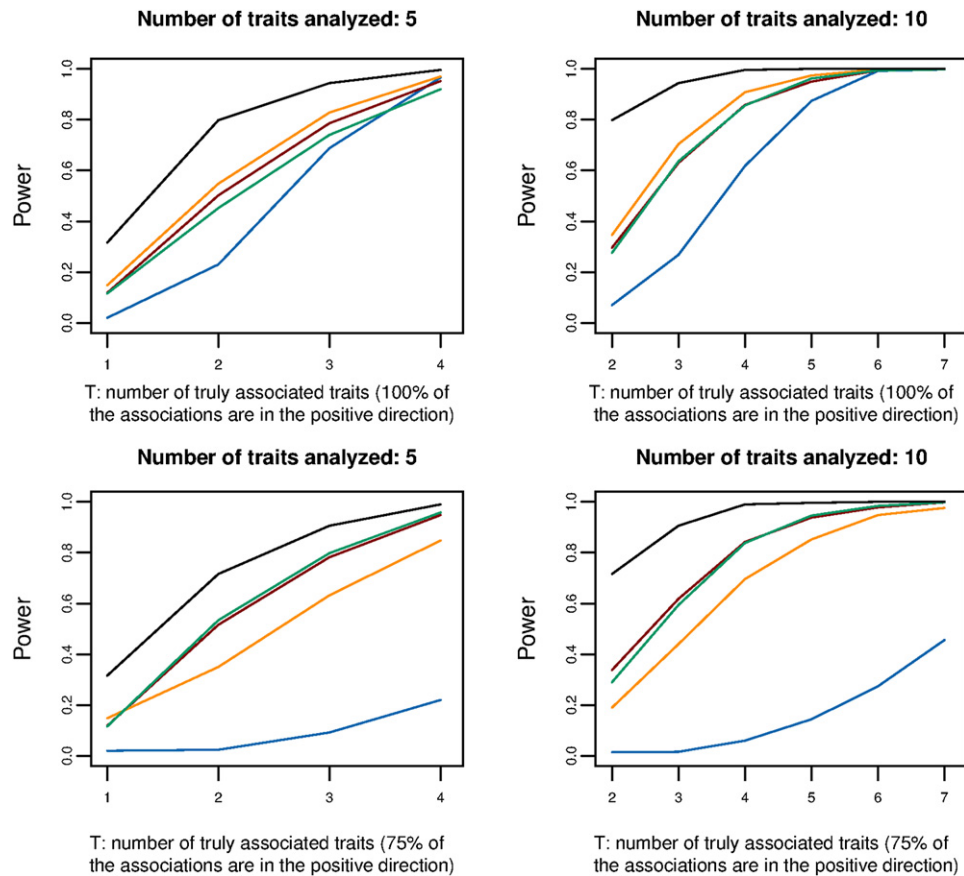 Number of traits analyzed: 5
Power
1.0
0.8
0.6
0.4
0.2
0.0
1 2 3 4
T: number of truly associated traits (100% of
the associations are in the positive direction)
Number of traits analyzed: 10
Power
1.0
0.8
0.6
0.4
0.2
0.0
2 3 4 5 6 7
T: number of truly associated traits (100% of
the associations are in the positive direction)
Number of traits analyzed: 5
Power
1.0
0.8
0.6
0.4
0.2
0.0
1 2 3 4
T: number of truly associated traits (75% of
the associations are in the positive direction)
Number of traits analyzed: 10
Power
1.0
0.8
0.6
0.4
0.2
0.0
2 3 4 5 6 7
T: number of truly associated traits (75% of
the associations are in the positive direction)